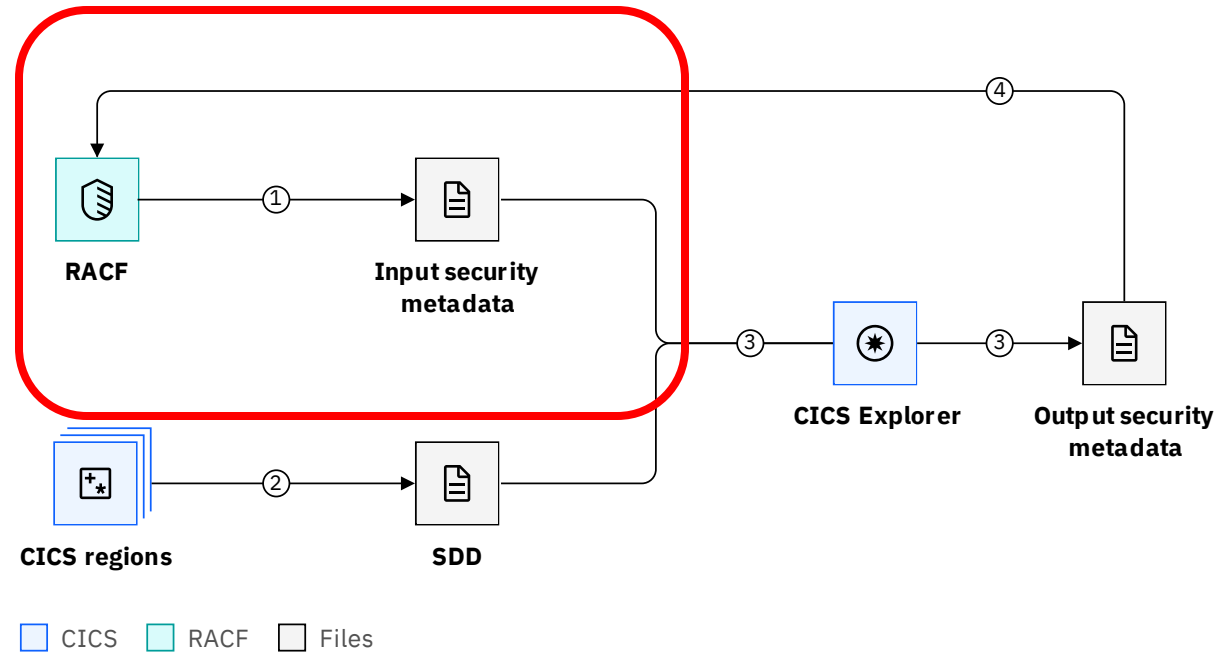 4
1
RACF
Input security
metadata
3
3
CICS Explorer
Output security
metadata
2
CICS regions
SDD
CICS
RACF
Files